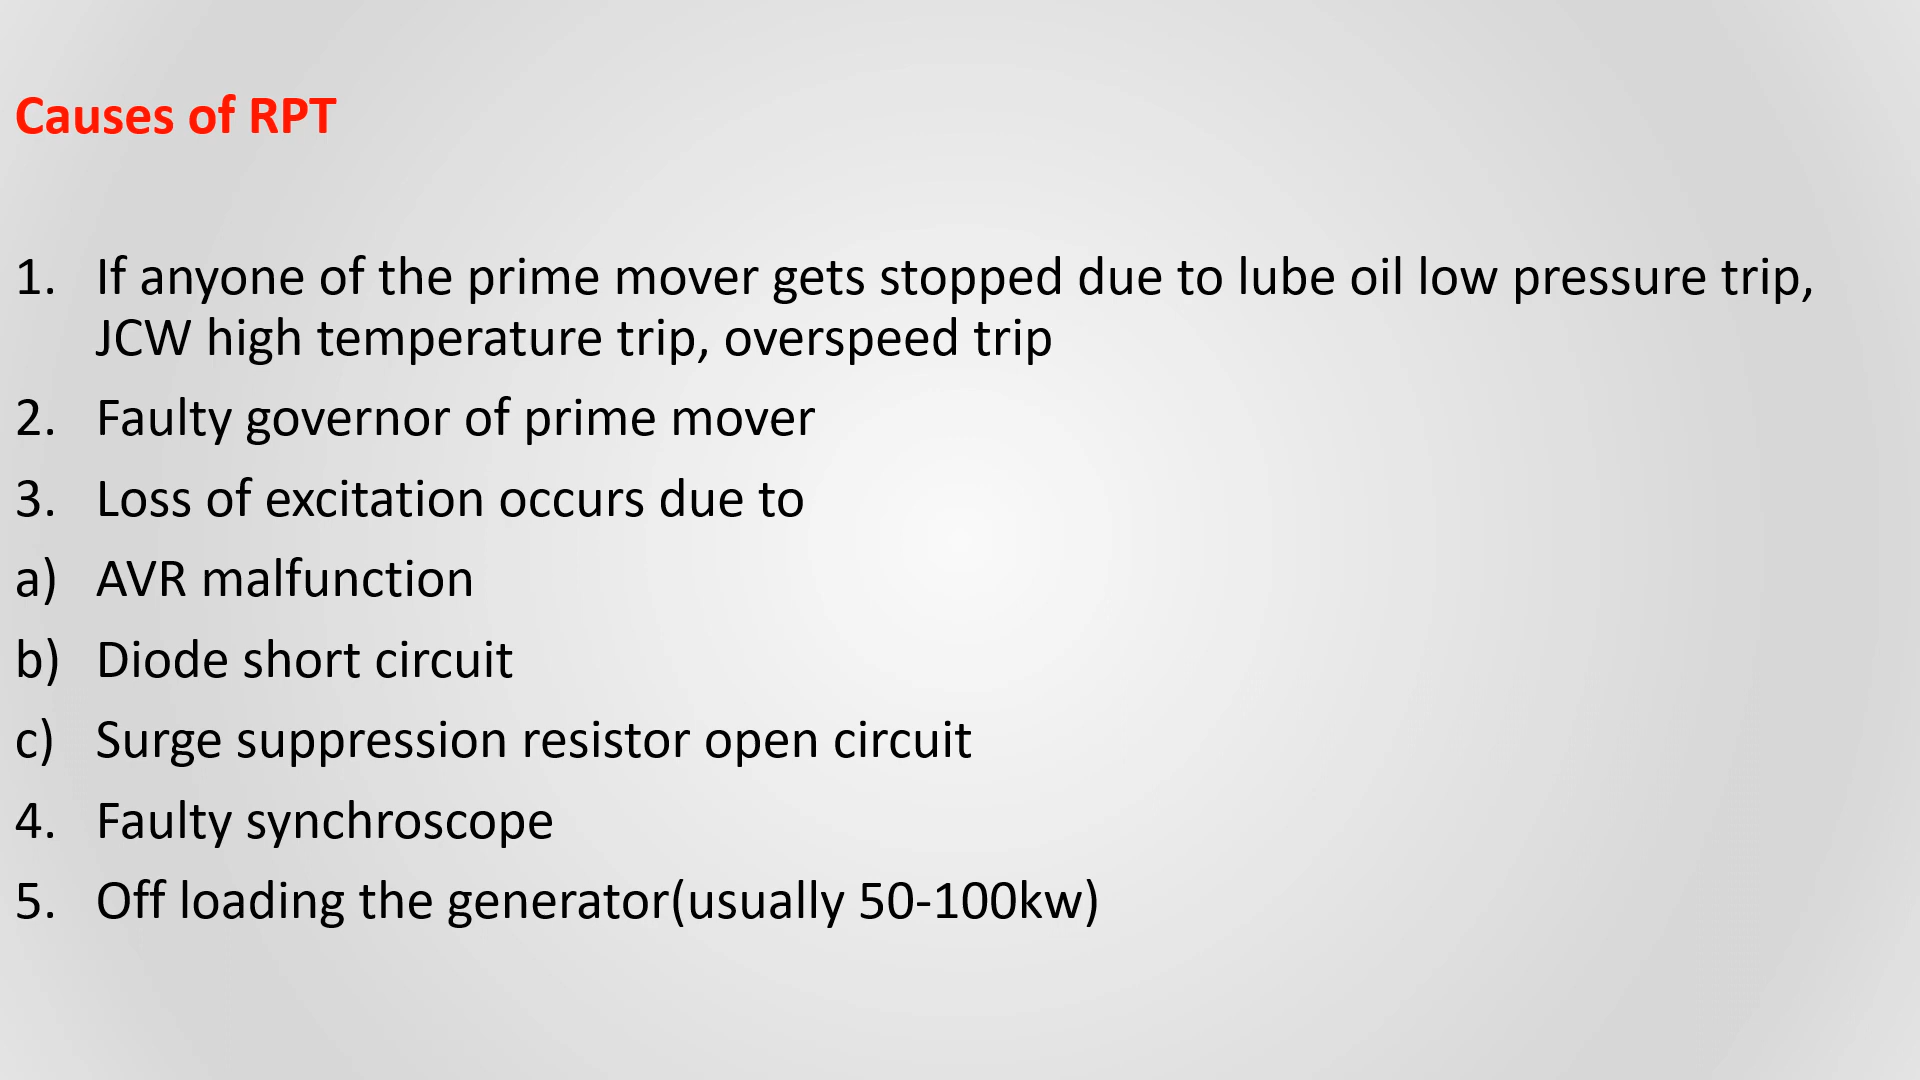 Causes of RPT
1. If anyone of the prime mover gets stopped due to lube oil low pressure trip,
JCW high temperature trip, overspeed trip
2. Faulty governor of prime mover
3. Loss of excitation occurs due to
a) AVR malfunction
b) Diode short circuit
c) Surge suppression resistor open circuit
4. Faulty synchroscope
5. Off loading the generator(usually 50-100kw)